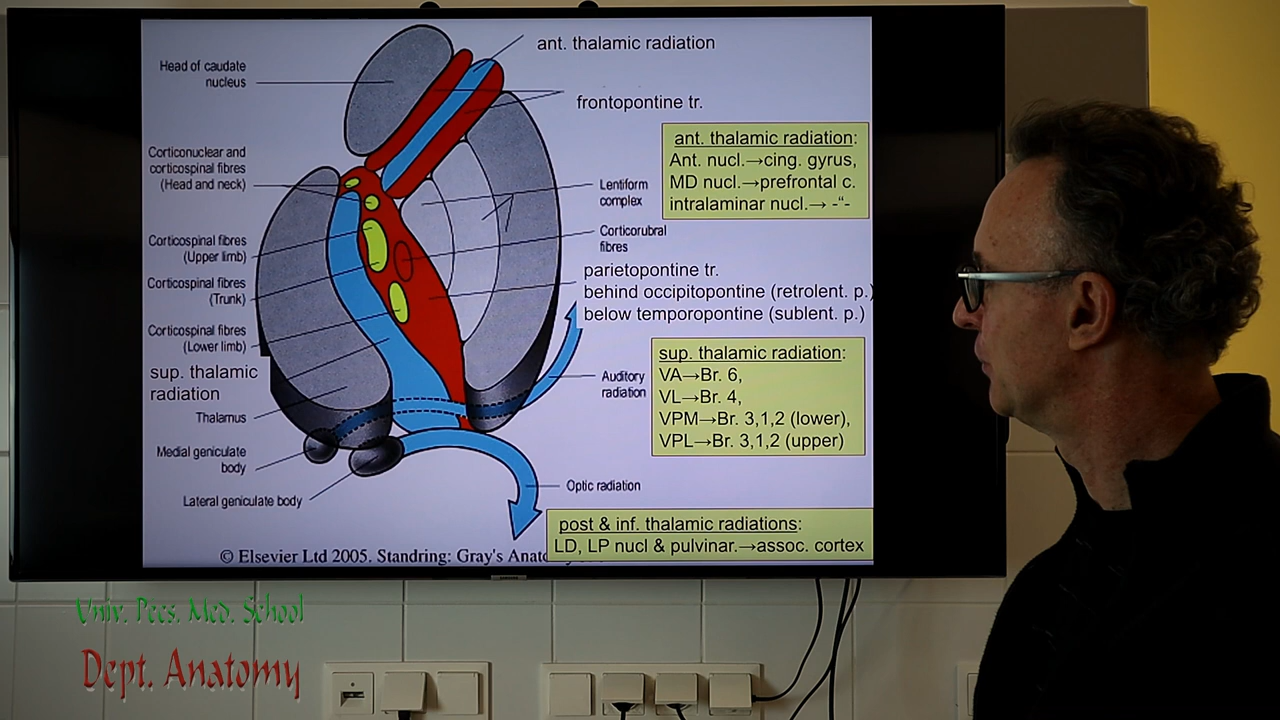 ant. thalamic radiation
Head of caudate
nucleus
frontopontine tr.
ant. thalamic radiation:
Ant. nucl.→cing. gyrus,
MD nucl.→prefrontal c.
intralaminar nucl.→ -“-
Corticonuclear and
corticospinal fibres
(Head and neck)
Lentiform
complex
Corticospinal fibres
(Upper limb)
Corticorubral
fibres
Corticospinal fibres
(Trunk)
parietopontine tr.
behind occipitopontine (retrolent. p.)
below temporopontine (sublent. p.)
Corticospinal fibres
(Lower limb)
sup. thalamic
radiation
sup. thalamic radiation:
VA→Br. 6,
VL→Br. 4,
VPM→Br. 3,1,2 (lower),
VPL→Br. 3,1,2 (upper)
Auditory
radiation
Thalamus
Medial geniculate
body
Lateral geniculate body
Optic radiation
post & inf. thalamic radiations:
LD, LP nucl & pulvinar.→assoc. cortex
© Elsevier Ltd 2005. Standring: Gray's
Univ. Pecs. Med. School
Dept. Anatomy